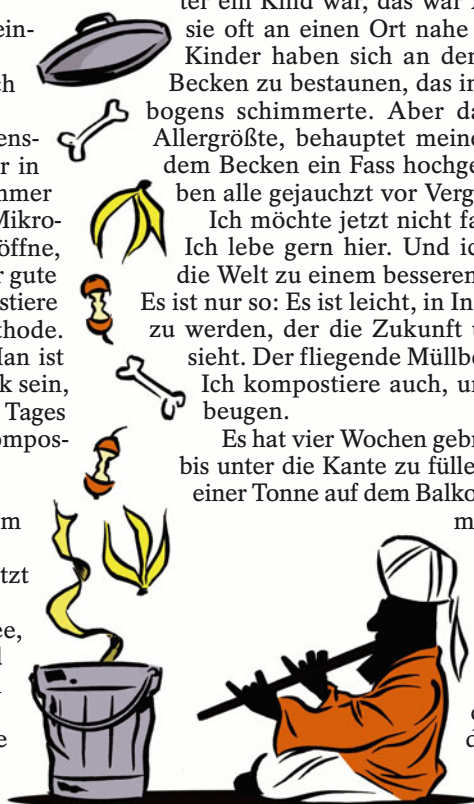 ein-
ch
ens-
r in
mmer
Mikro-
öffne,
r gute
stiere
thode.
Man ist
k sein,
Tages
ompos-
m
tzt
ee,
e
ter ein Kind war, das war
sie oft an einen Ort nahe
Kinder haben sich an der
Becken zu bestaunen, das in
bogens schimmerte. Aber da
Allergrößte, behauptet meine
dem Becken ein Fass hochge
ben alle gejauchzt vor Verg
Ich möchte jetzt nicht fa
Ich lebe gern hier. Und ic
die Welt zu einem besseren
Es ist nur so: Es ist leicht, in In
zu werden, der die Zukunft
sieht. Der fliegende Müllbe
Ich kompostiere auch, u
beugen.
Es hat vier Wochen gebr
bis unter die Kante zu fülle
einer Tonne auf dem Balko
m
d